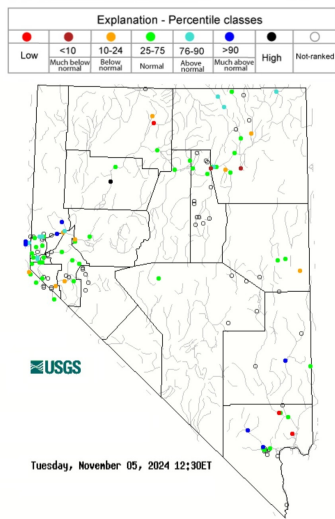 Explanation - Percentile classes
Low <10 10-24 25-75 76-90 >90 High Not-ranked
Much below normal Below normal Normal Above normal Much above normal
USGS
Tuesday, November 05, 2024 12:30ET